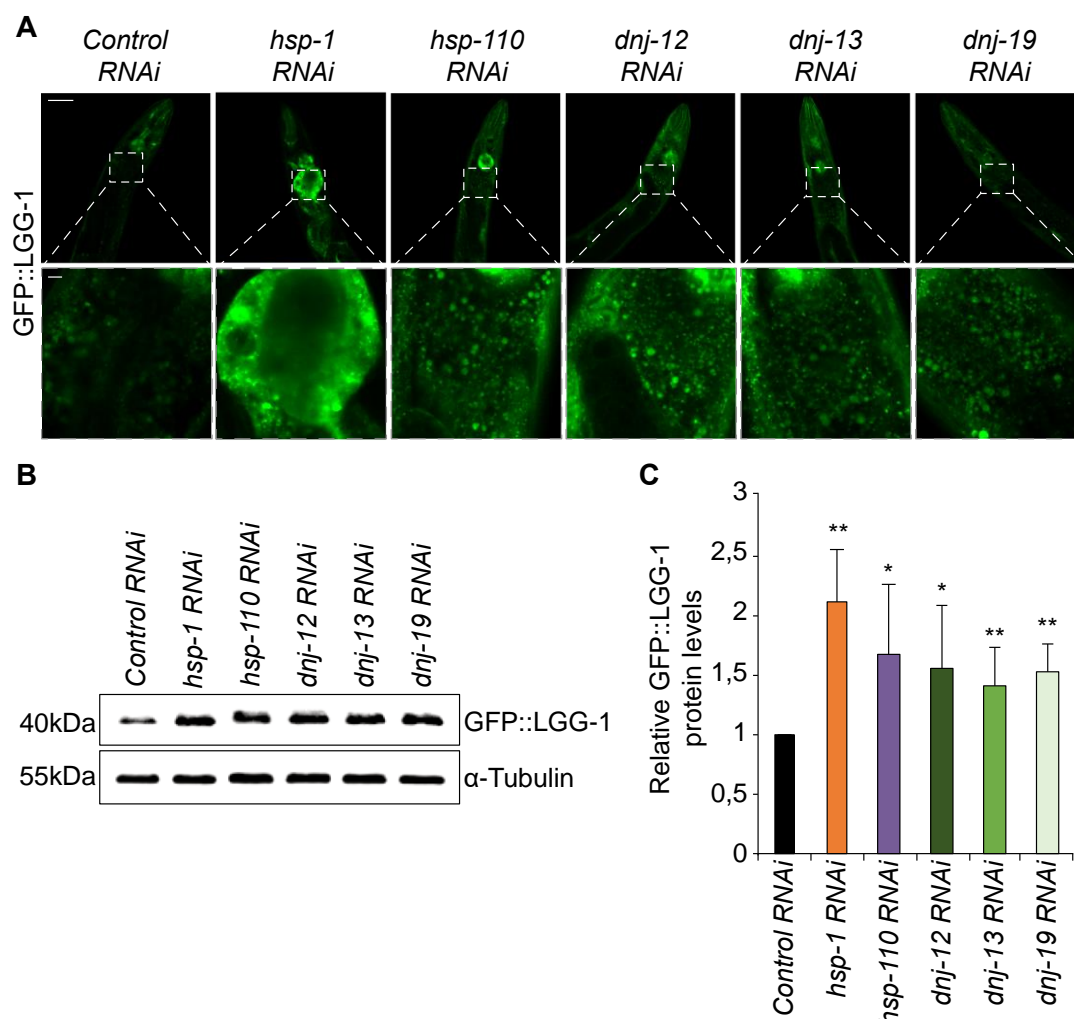 A
Control RNAi
hsp-1 RNAi
hsp-110 RNAi
dnj-12 RNAi
dnj-13 RNAi
dnj-19 RNAi
GFP::LGG-1
B
Control RNAi
hsp-1 RNAi
hsp-110 RNAi
dnj-12 RNAi
dnj-13 RNAi
dnj-19 RNAi
40kDa
GFP::LGG-1
55kDa
α-Tubulin
C
Relative GFP::LGG-1
protein levels
3
2,5
2
1,5
1
0,5
0
**
*
*
**
**
Control RNAi
hsp-1 RNAi
hsp-110 RNAi
dnj-12 RNAi
dnj-13 RNAi
dnj-19 RNAi